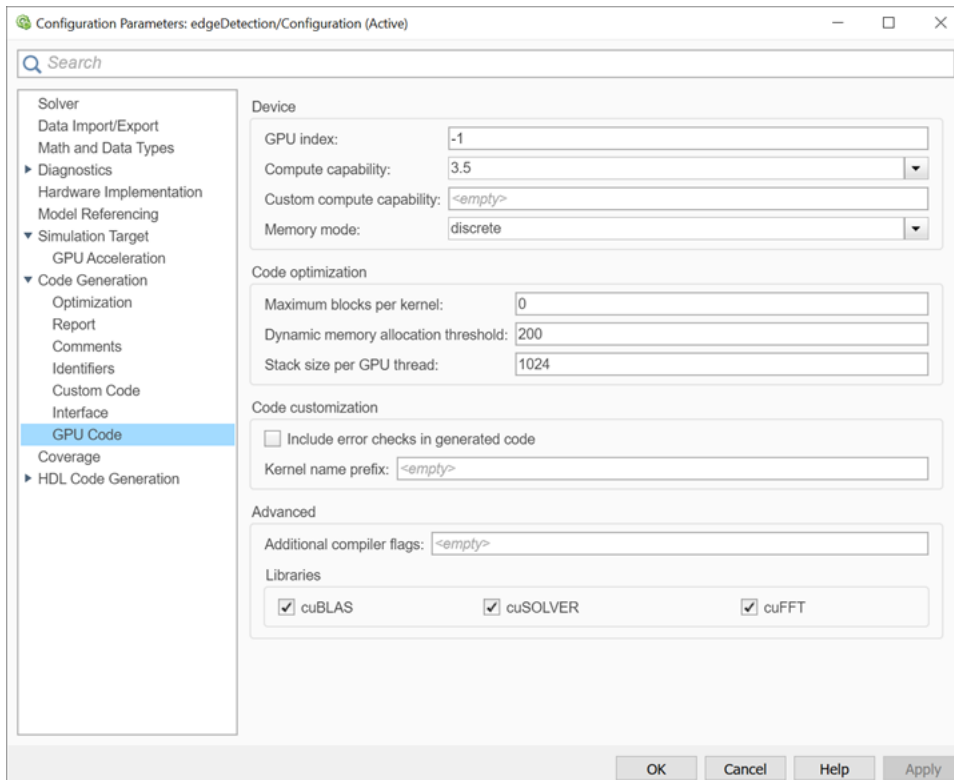 Configuration Parameters: edgeDetection/Configuration (Active)
Search
Solver
Data Import/Export
Math and Data Types
Diagnostics
Hardware Implementation
Model Referencing
Simulation Target
GPU Acceleration
Code Generation
Optimization
Report
Comments
Identifiers
Custom Code
Interface
GPU Code
Coverage
HDL Code Generation
Device
GPU index: -1
Compute capability: 3.5
Custom compute capability: <empty>
Memory mode: discrete
Code optimization
Maximum blocks per kernel: 0
Dynamic memory allocation threshold: 200
Stack size per GPU thread: 1024
Code customization
Include error checks in generated code
Kernel name prefix: <empty>
Advanced
Additional compiler flags: <empty>
Libraries
cuBLAS cuSOLVER cuFFT
OK Cancel Help Apply